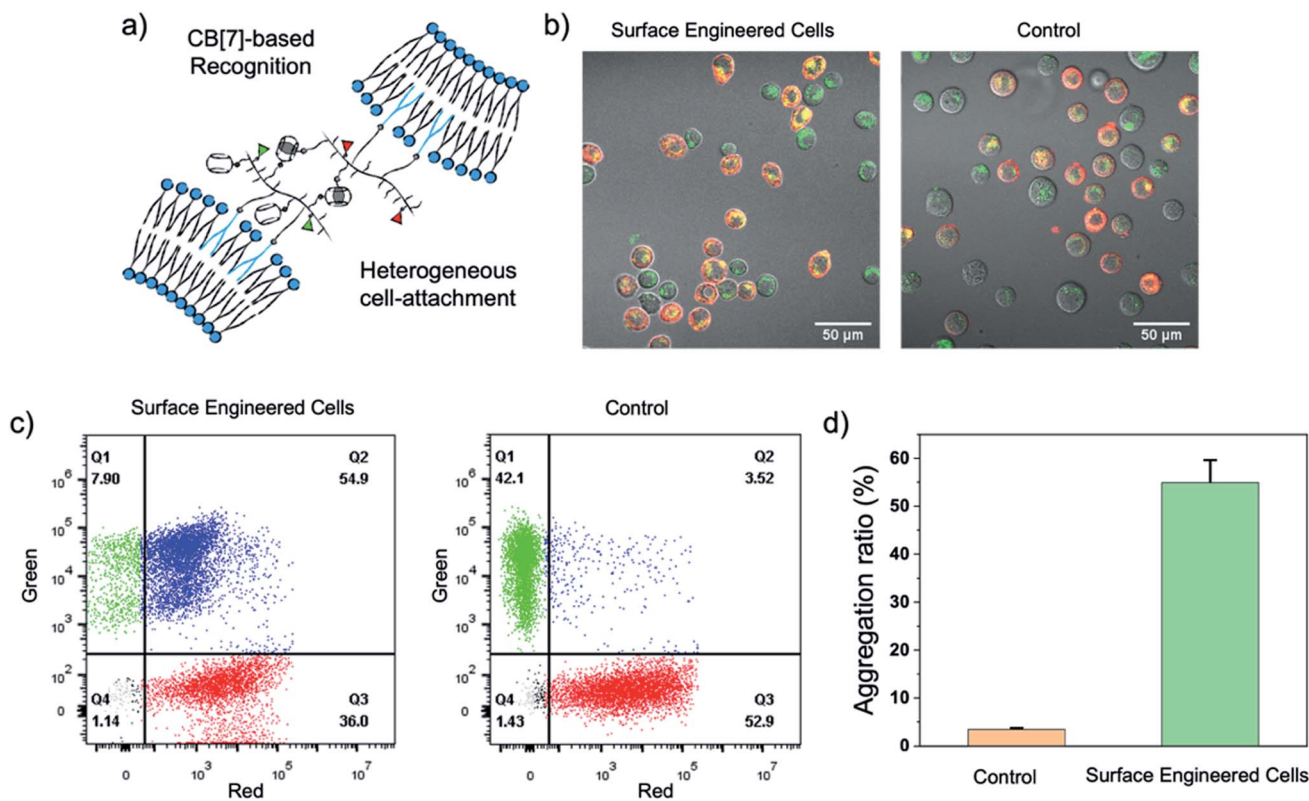 a)
CB[7]-based
Recognition
Heterogeneous
cell-attachment
b)
Surface Engineered Cells
Control
50 µm
50 µm
c)
Surface Engineered Cells
Q1
7.90
Q2
54.9
Q4
1.14
Q3
36.0
10⁶
10⁵
10⁴
10³
10²
0
Green
0
10³
10⁵
10⁷
Red
Control
Q1
42.1
Q2
3.52
Q4
1.43
Q3
52.9
10⁶
10⁵
10⁴
10³
10²
0
Green
0
10³
10⁵
10⁷
Red
d)
Aggregation ratio (%)
60
50
40
30
20
10
0
Control
Surface Engineered Cells